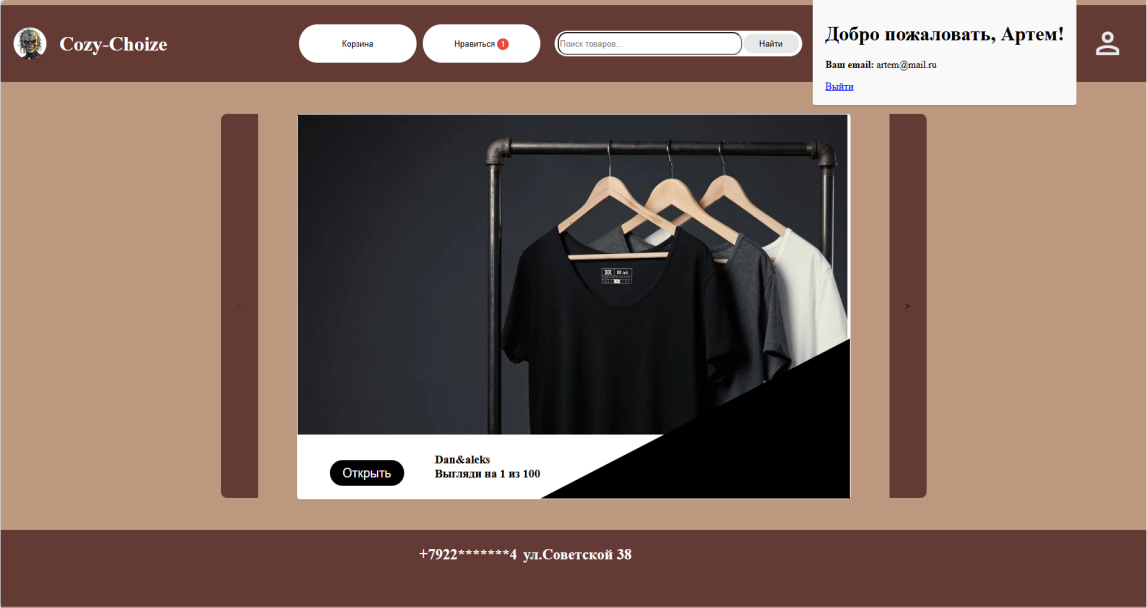 Cozy-Choize
Корзина
Нравиться 1
Поиск товаров...
Найти
Добро пожаловать, Артем!
Ваш email: artem@mail.ru
Выйти
<
>
Открыть
Dan&aleks
Выгляди на 1 из 100
+7922*******4 ул.Советской 38